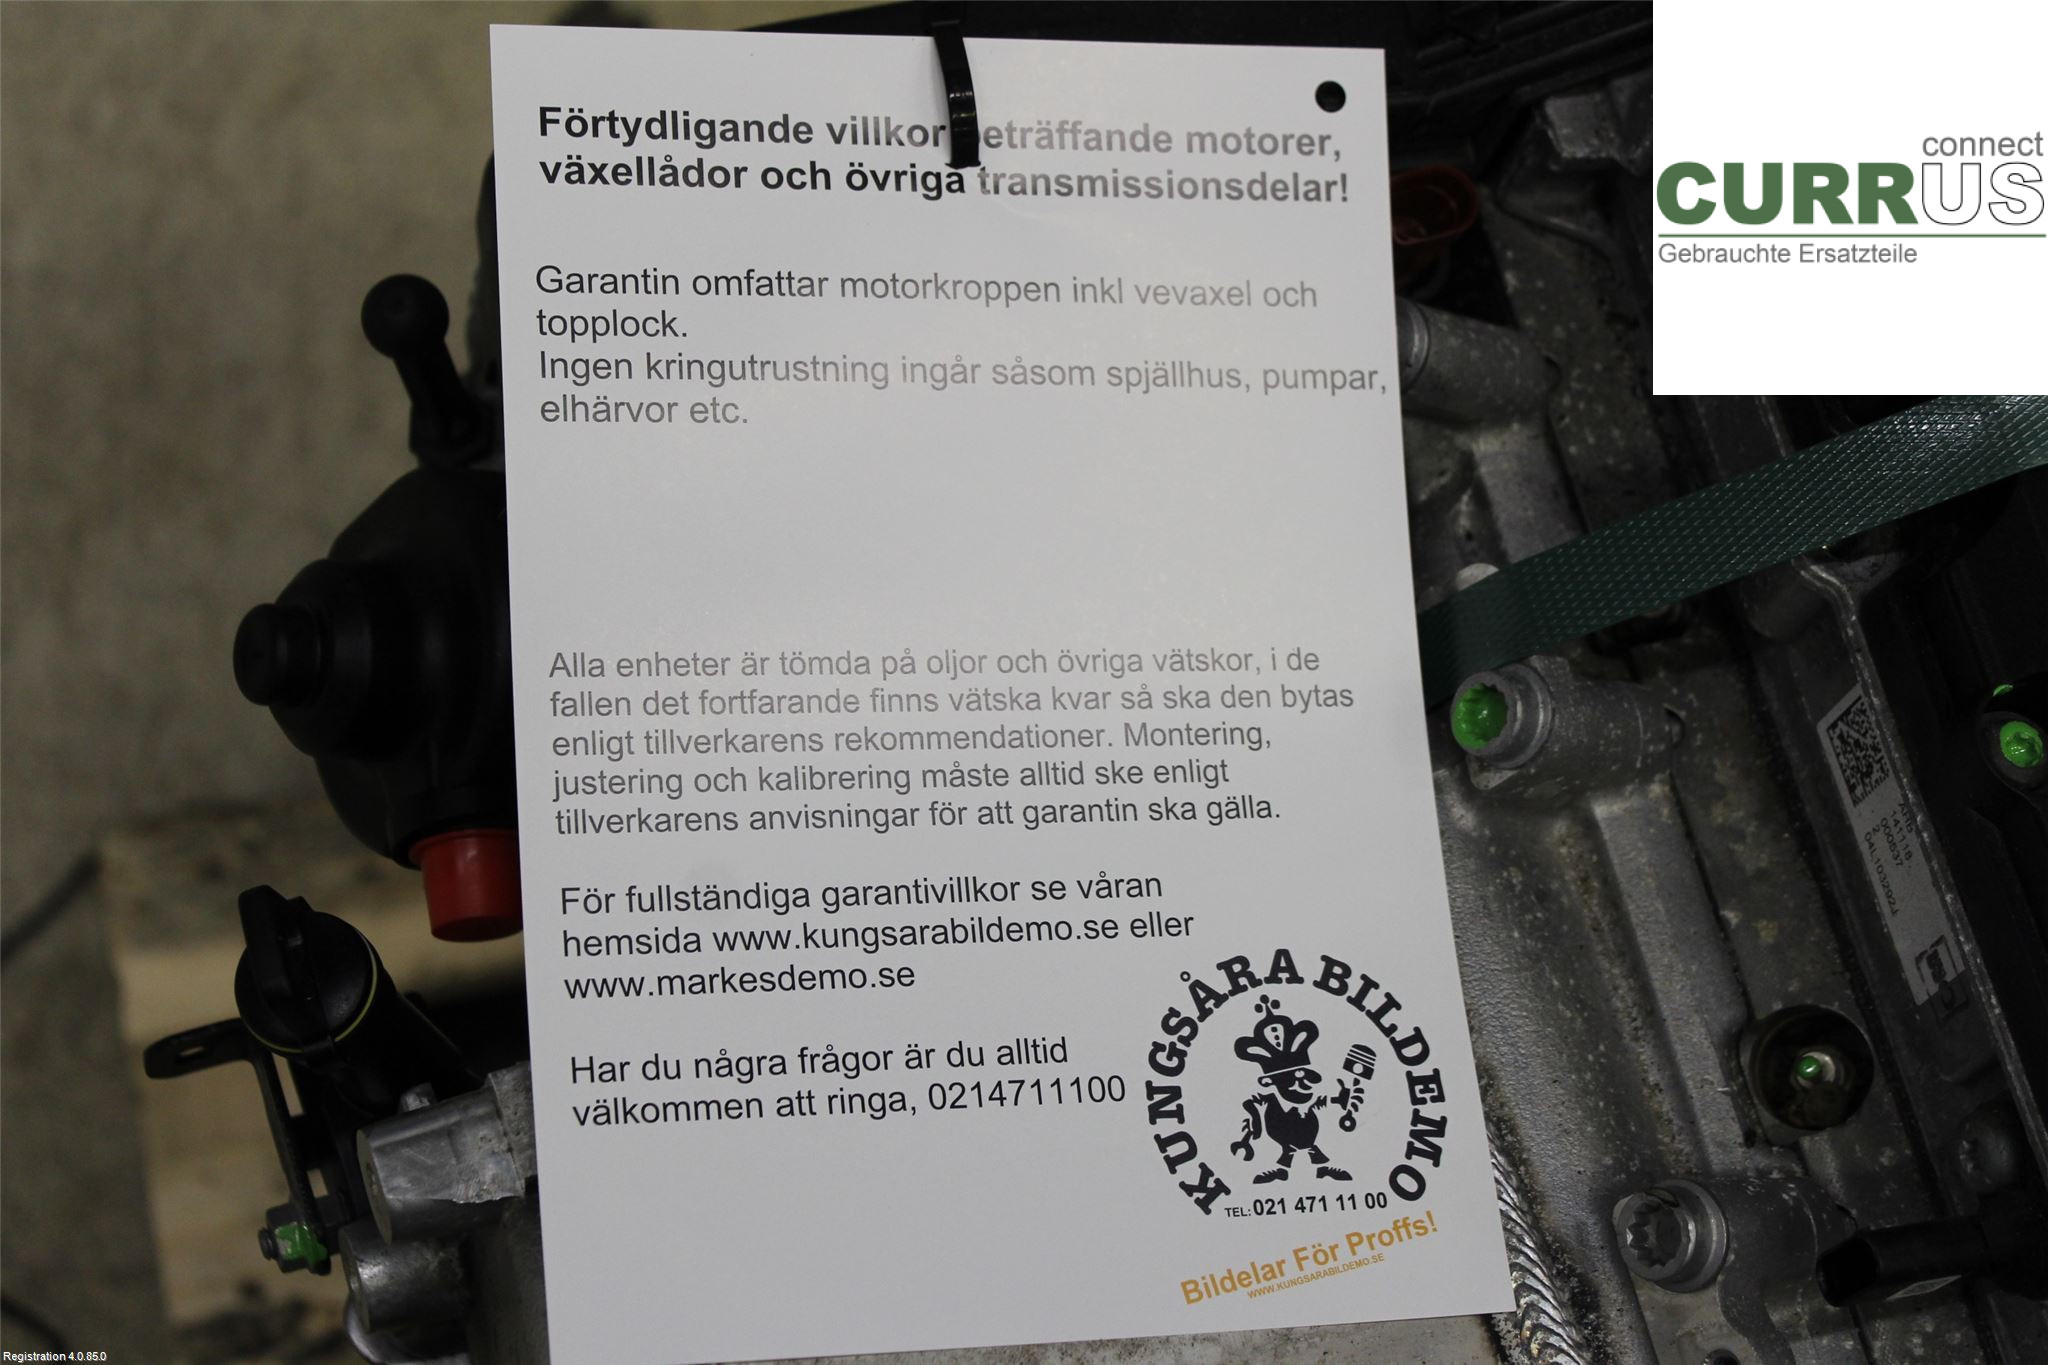 Förtydligande villkor beträffande motorer,
växellådor och övriga transmissionsdelar!
Garantin omfattar motorkroppen inkl vevaxel och
topplock.
Ingen kringutrustning ingår såsom spjällhus, pumpar,
elhärvor etc.
Alla enheter är tömda på oljor och övriga vätskor, i de
fallen det fortfarande finns vätska kvar så ska den bytas
enligt tillverkarens rekommendationer. Montering,
justering och kalibrering måste alltid ske enligt
tillverkarens anvisningar för att garantin ska gälla.
För fullständiga garantivillkor se våran
hemsida www.kungsarabildemo.se eller
www.markesdemo.se
Har du några frågor är du alltid
välkommen att ringa, 0214711100
KUNGSÅRA BILDEMO
TEL: 021 471 11 00
Bildelar För Proffs!
WWW.KUNGSARABILDEMO.SE
connect
CURRUS
Gebrauchte Ersatzteile
141118
000537
2
Registration 4.0.85.0